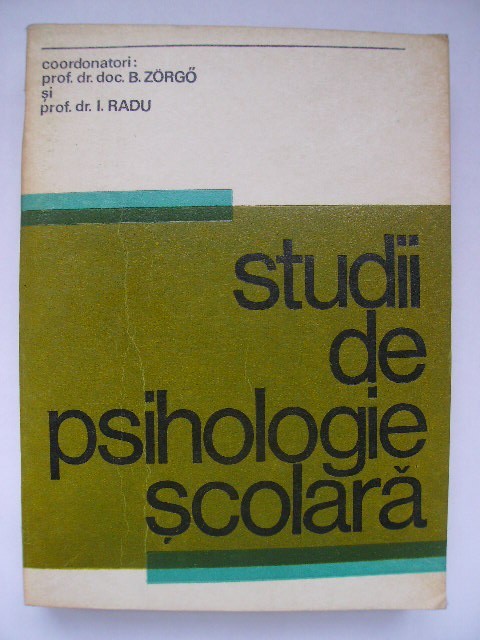 coordonatori:
prof. dr. doc. B. ZÖRGŐ
și
prof. dr. I. RADU
studii
de
psihologie
școlară